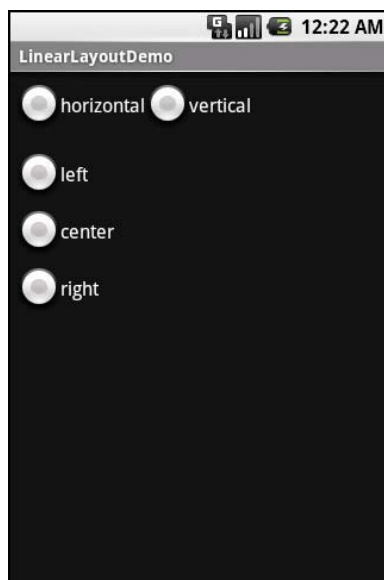 G
12:22 AM
LinearLayoutDemo
horizontal vertical
left
center
right